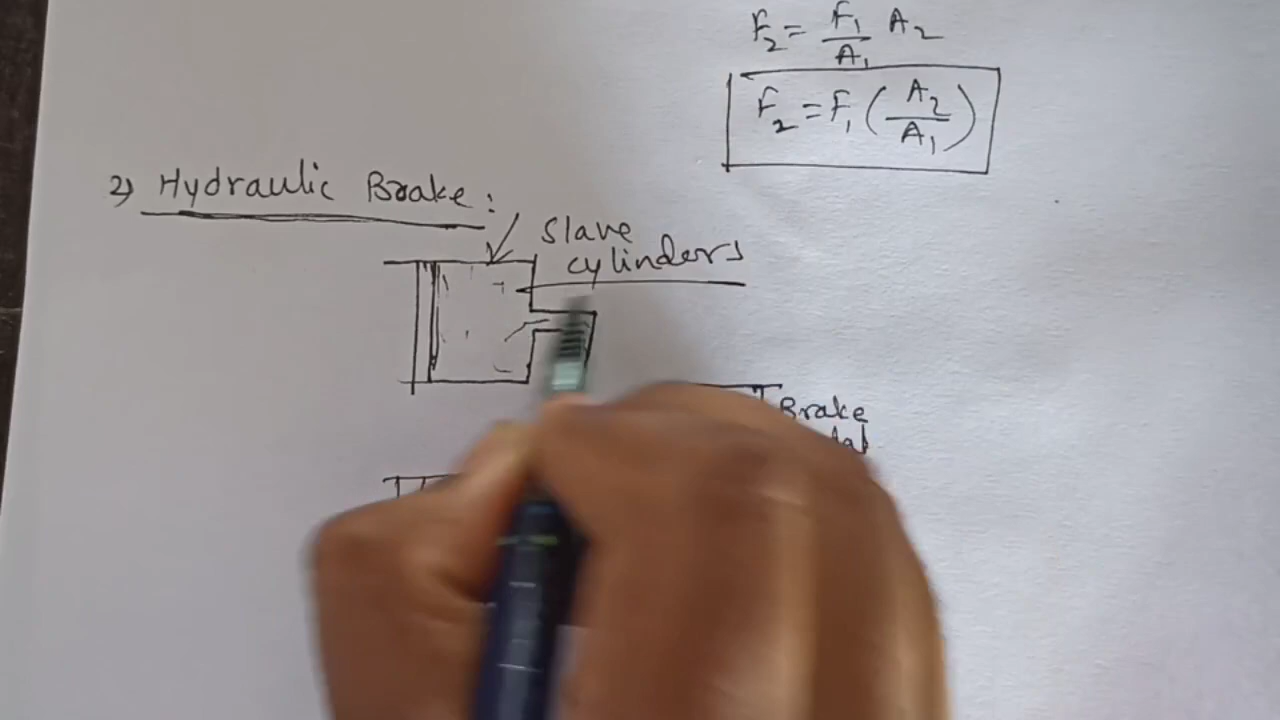 F₂ = F₁/A₁ A₂
F₂ = F₁ (A₂/A₁)
2) Hydraulic Brake:
Slave
cylinders
Brake